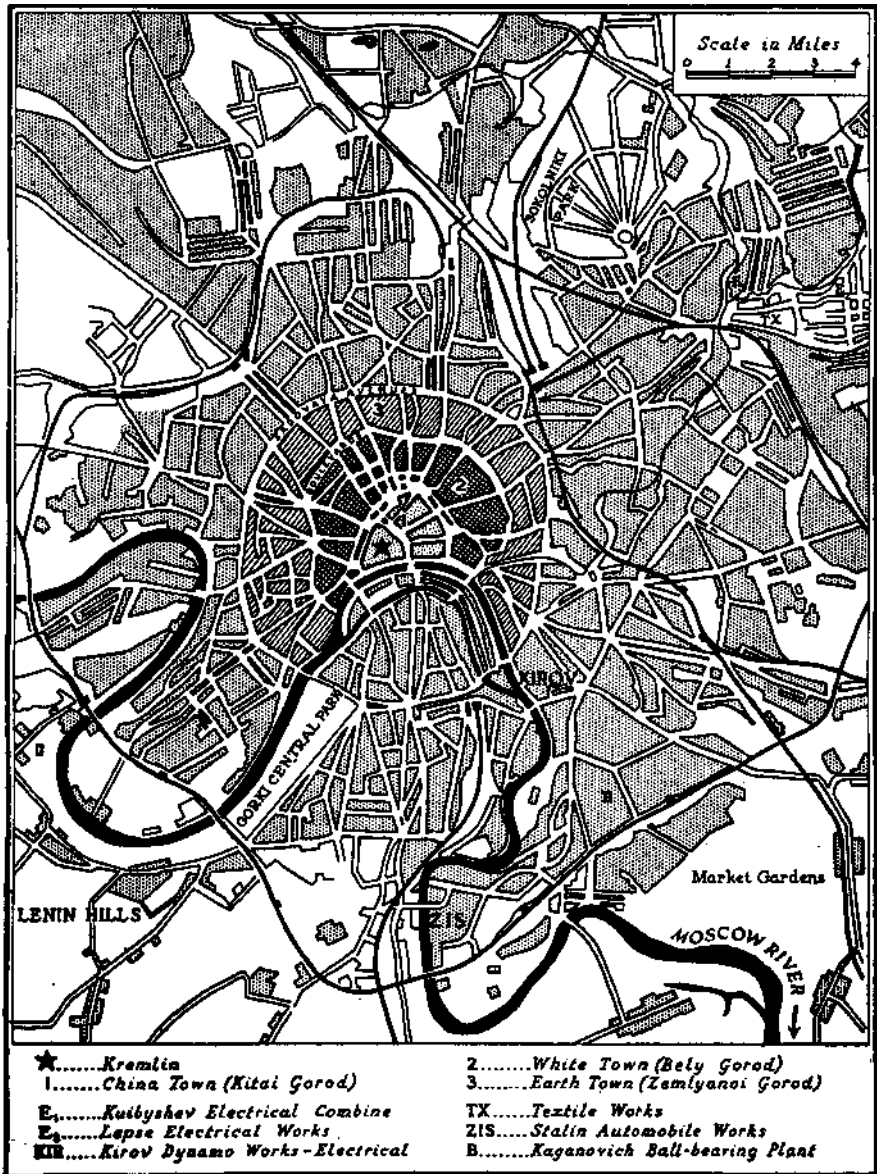 Scale in Miles
0 1 2 3 4
SOKOLNIKI
PARK
TX
3
2
KIROV
GORKI CENTRAL PARK
B
Market Gardens
LENIN HILLS
ZIS
MOSCOW RIVER
★.......Kremlin
1.......China Town (Kitai Gorod)
E₁.......Kuibyshev Electrical Combine
E₂.......Lepse Electrical Works
KIR.....Kirov Dynamo Works-Electrical
2........White Town (Bely Gorod)
3........Earth Town (Zemlyanoi Gorod)
TX.....Textile Works
ZIS.....Stalin Automobile Works
B........Kaganovich Ball-bearing Plant